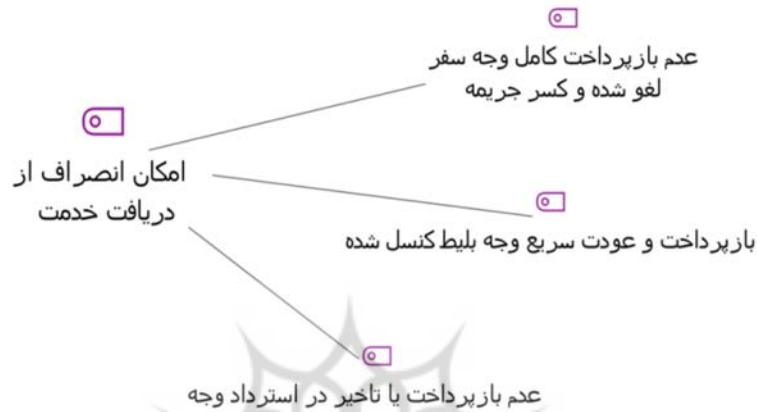 عدم بازپرداخت کامل وجه سفر
لغو شده و کسر جریمه
امکان انصراف از
دریافت خدمت
بازپرداخت و عودت سریع وجه بلیط کنسل شده
عدم بازپرداخت یا تاخیر در استرداد وجه